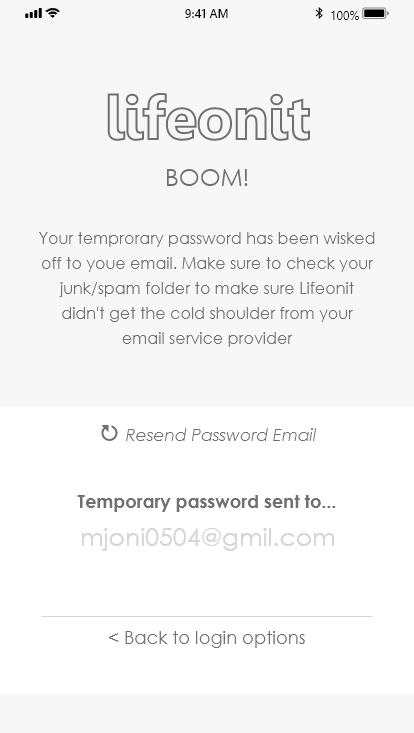 9:41 AM
100%
lifeonit
BOOM!
Your temprorary password has been wisked
off to youe email. Make sure to check your
junk/spam folder to make sure Lifeonit
didn't get the cold shoulder from your
email service provider
Resend Password Email
Temporary password sent to...
mjoni0504@gmil.com
< Back to login options